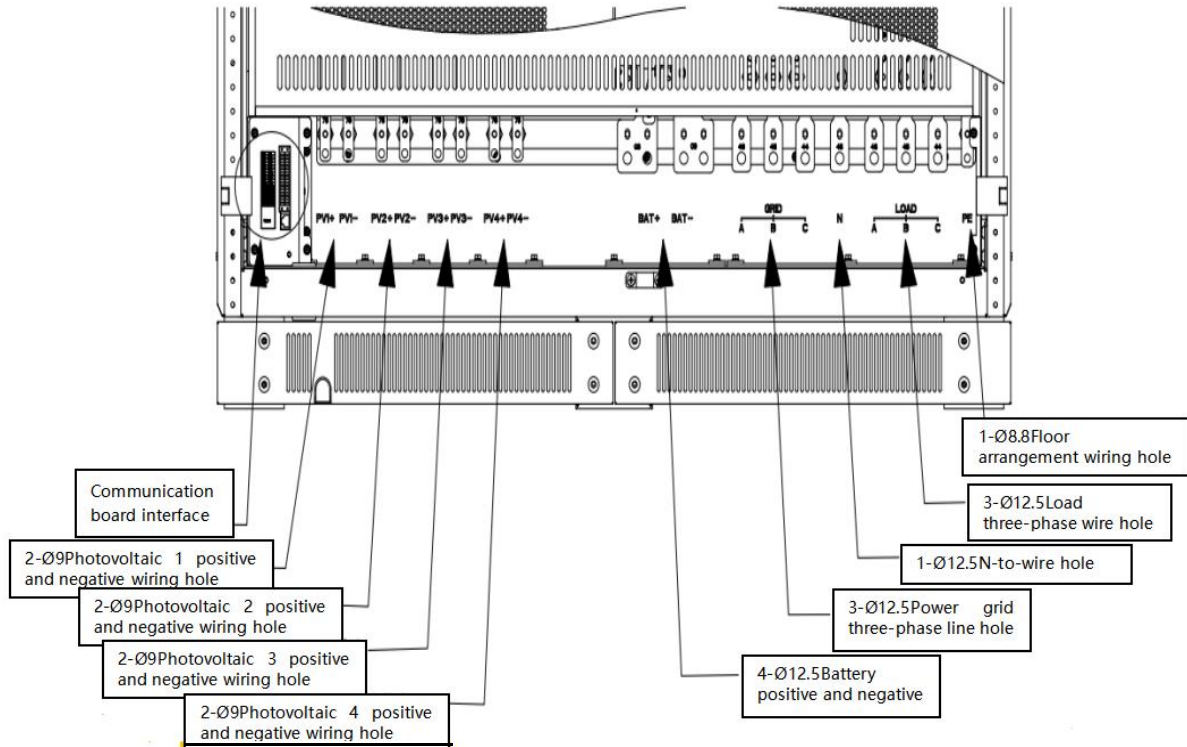 PV1+ PV1- PV2+ PV2- PV3+ PV3- PV4+ PV4- BAT+ BAT- GRID N LOAD PE
A B C A B C
1-Ø8.8Floor
arrangement wiring hole
Communication
board interface
3-Ø12.5Load
three-phase wire hole
2-Ø9Photovoltaic 1 positive
and negative wiring hole
1-Ø12.5N-to-wire hole
2-Ø9Photovoltaic 2 positive
and negative wiring hole
3-Ø12.5Power grid
three-phase line hole
2-Ø9Photovoltaic 3 positive
and negative wiring hole
4-Ø12.5Battery
positive and negative
2-Ø9Photovoltaic 4 positive
and negative wiring hole